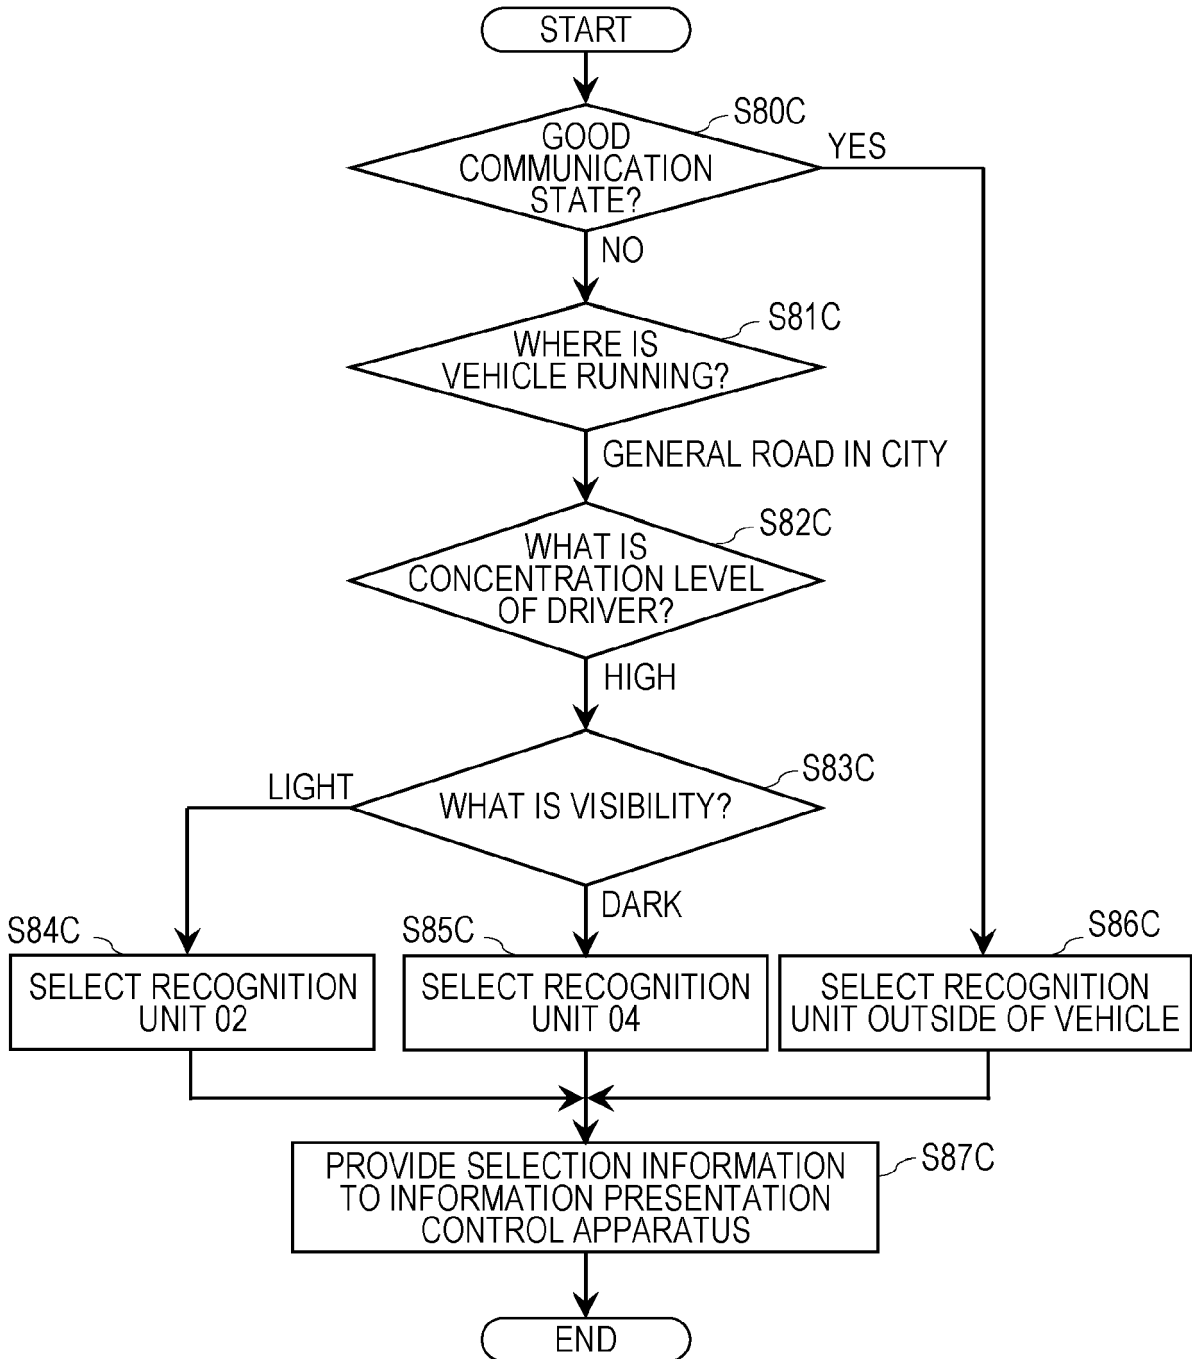 START
S80C
GOOD
COMMUNICATION
STATE?
YES
NO
S81C
WHERE IS
VEHICLE RUNNING?
GENERAL ROAD IN CITY
S82C
WHAT IS
CONCENTRATION LEVEL
OF DRIVER?
HIGH
S83C
LIGHT
WHAT IS VISIBILITY?
DARK
S84C
SELECT RECOGNITION
UNIT 02
S85C
SELECT RECOGNITION
UNIT 04
S86C
SELECT RECOGNITION
UNIT OUTSIDE OF VEHICLE
S87C
PROVIDE SELECTION INFORMATION
TO INFORMATION PRESENTATION
CONTROL APPARATUS
END